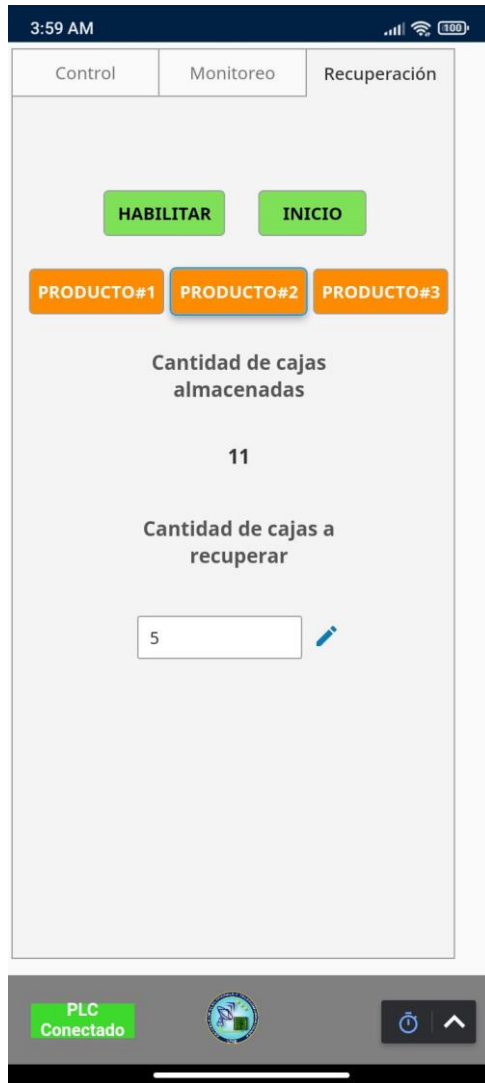 3:59 AM 100
Control Monitoreo Recuperación
HABILITAR INICIO
PRODUCTO#1 PRODUCTO#2 PRODUCTO#3
Cantidad de cajas
almacenadas
11
Cantidad de cajas a
recuperar
5
PLC
Conectado